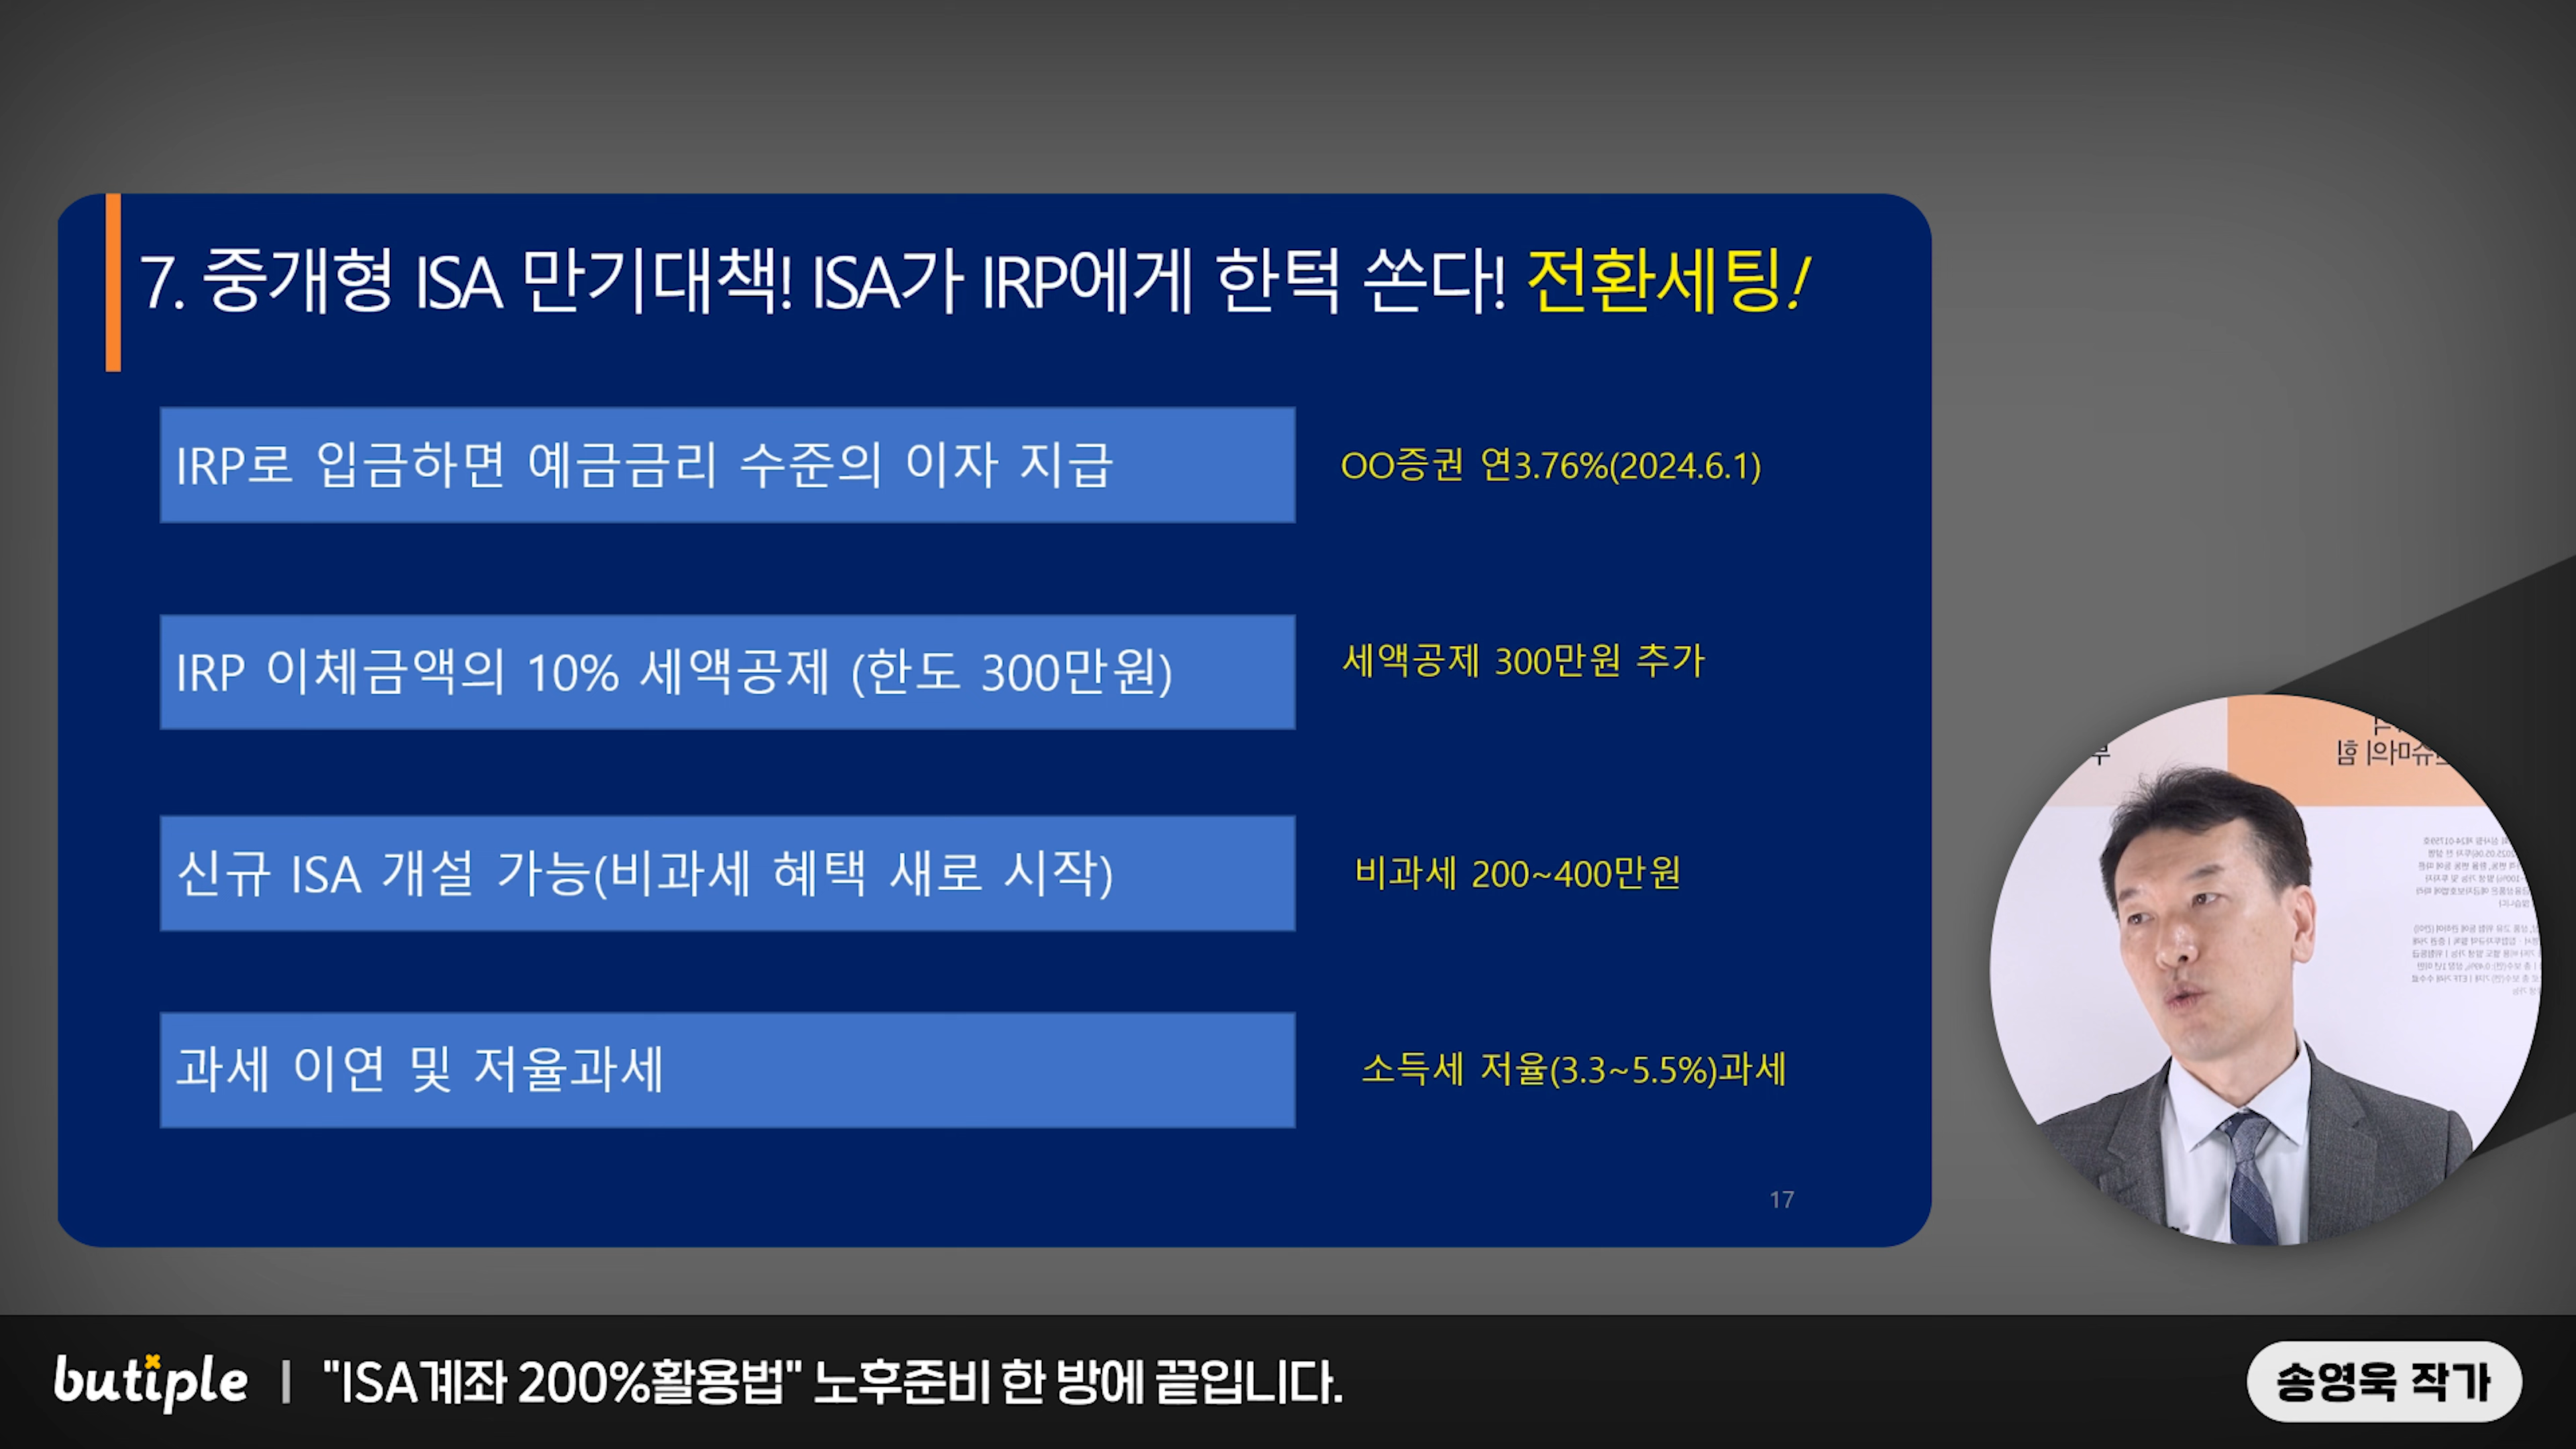 7. 중개형 ISA 만기대책! ISA가 IRP에게 한턱 쏜다! 전환세팅!
IRP로 입금하면 예금금리 수준의 이자 지급
OO증권 연3.76%(2024.6.1)
IRP 이체금액의 10% 세액공제 (한도 300만원)
세액공제 300만원 추가
신규 ISA 개설 가능(비과세 혜택 새로 시작)
비과세 200~400만원
과세 이연 및 저율과세
소득세 저율(3.3~5.5%)과세
17
butiple | "ISA계좌 200%활용법" 노후준비 한 방에 끝입니다.
송영욱 작가